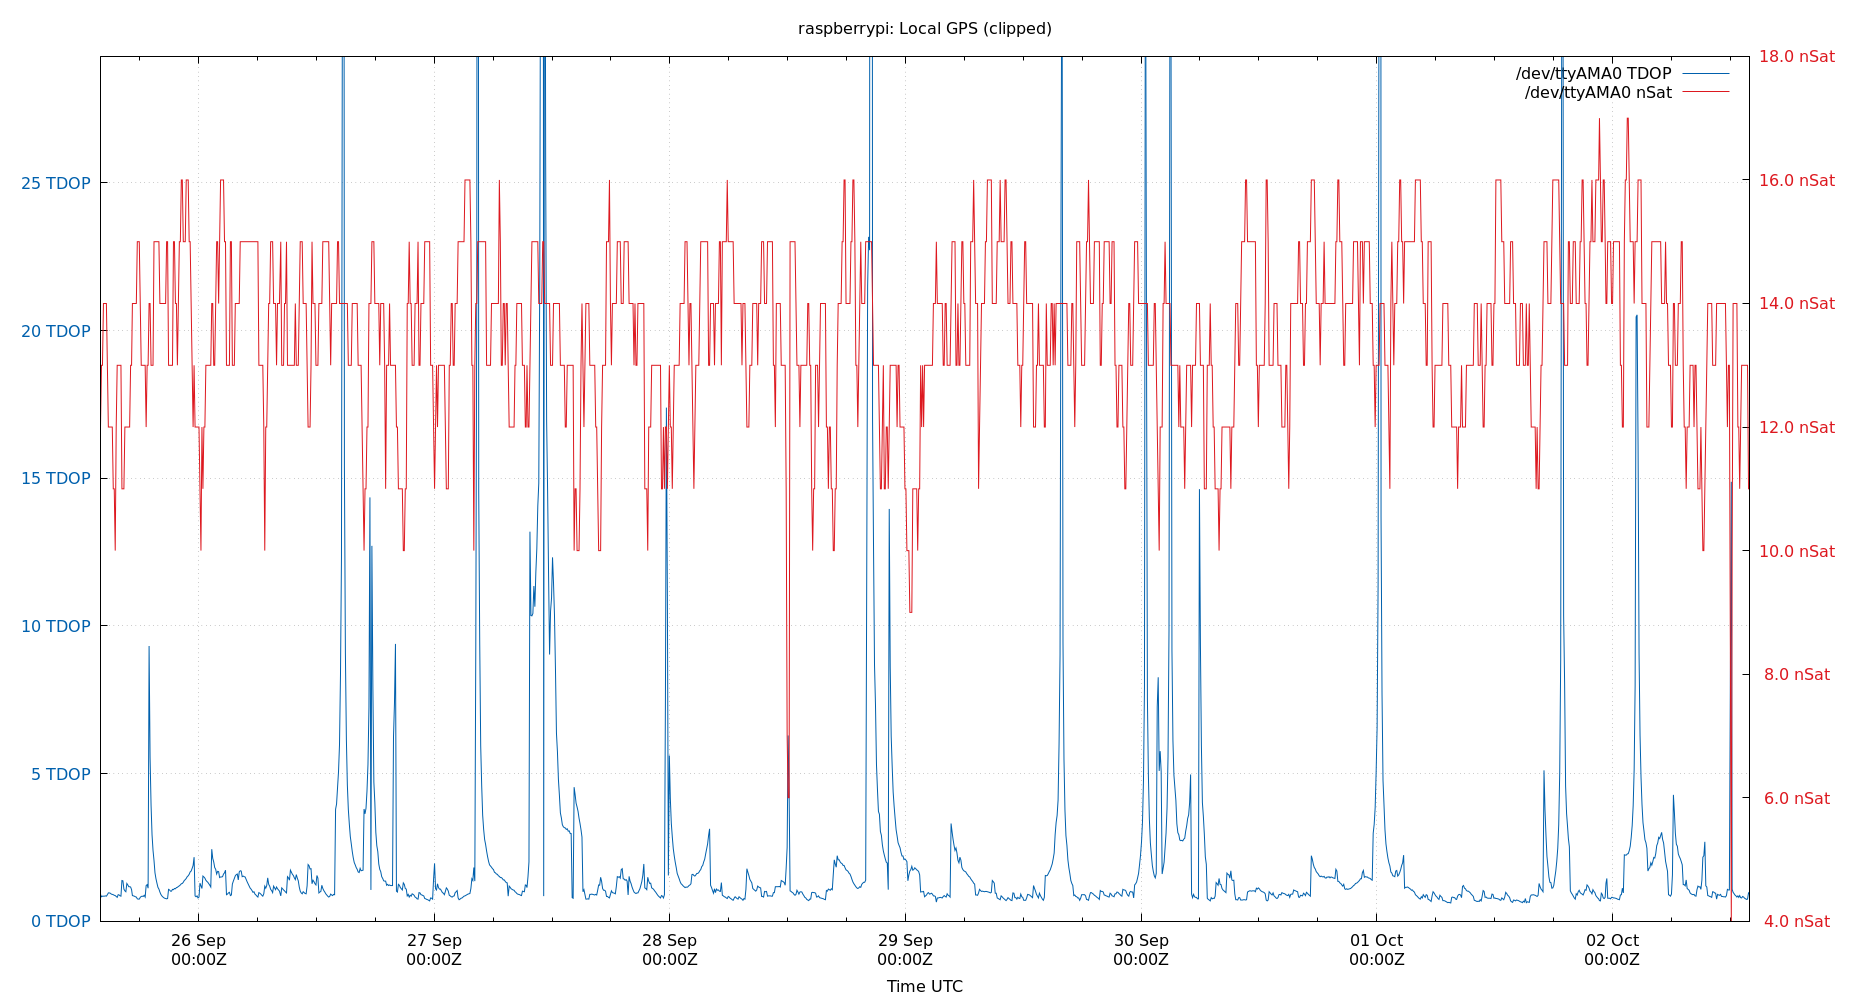 raspberrypi: Local GPS (clipped)
18.0 nSat
/dev/ttyAMA0 TDOP
/dev/ttyAMA0 nSat
25 TDOP
16.0 nSat
20 TDOP
14.0 nSat
15 TDOP
12.0 nSat
10 TDOP
10.0 nSat
5 TDOP
8.0 nSat
0 TDOP
6.0 nSat
4.0 nSat
26 Sep
00:00Z
27 Sep
00:00Z
28 Sep
00:00Z
29 Sep
00:00Z
30 Sep
00:00Z
01 Oct
00:00Z
02 Oct
00:00Z
Time UTC